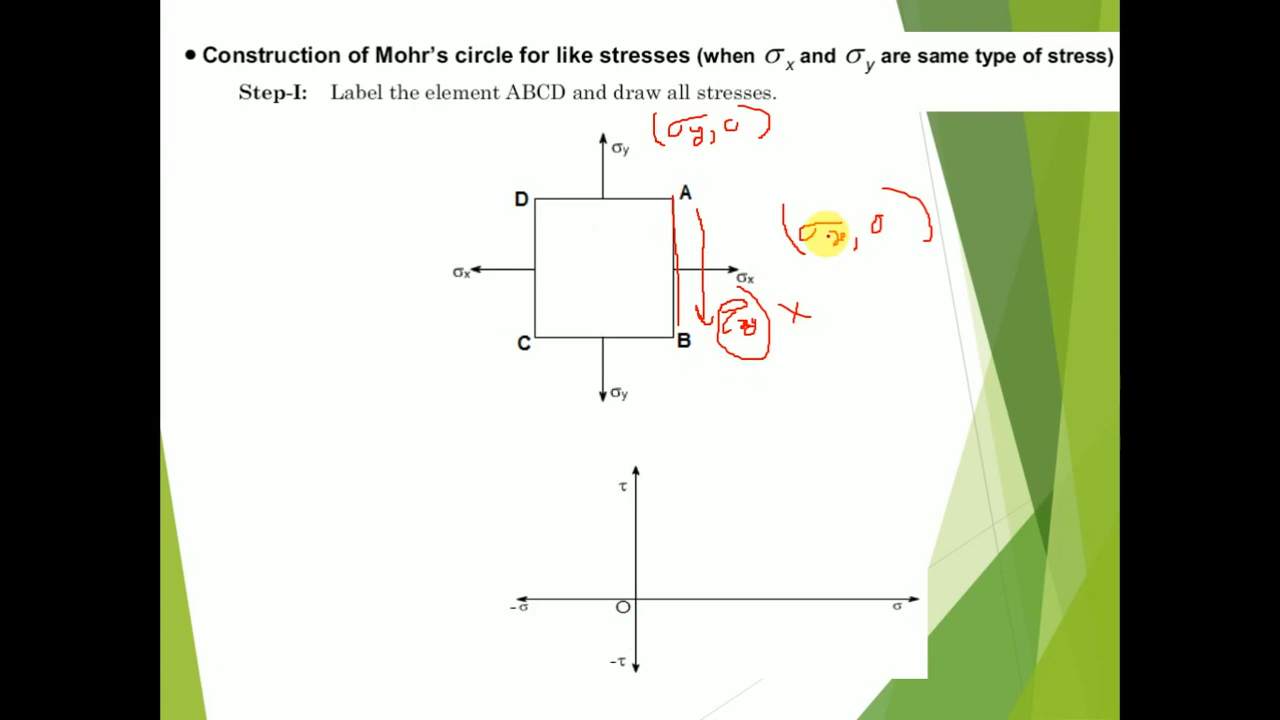 ● Construction of Mohr's circle for like stresses (when σx and σy are same type of stress)
Step-I: Label the element ABCD and draw all stresses.
(σy, 0)
σy
D
A
(σx, 0)
σx
σx
τxy
C
B
σy
τ
-σ
O
σ
-τ